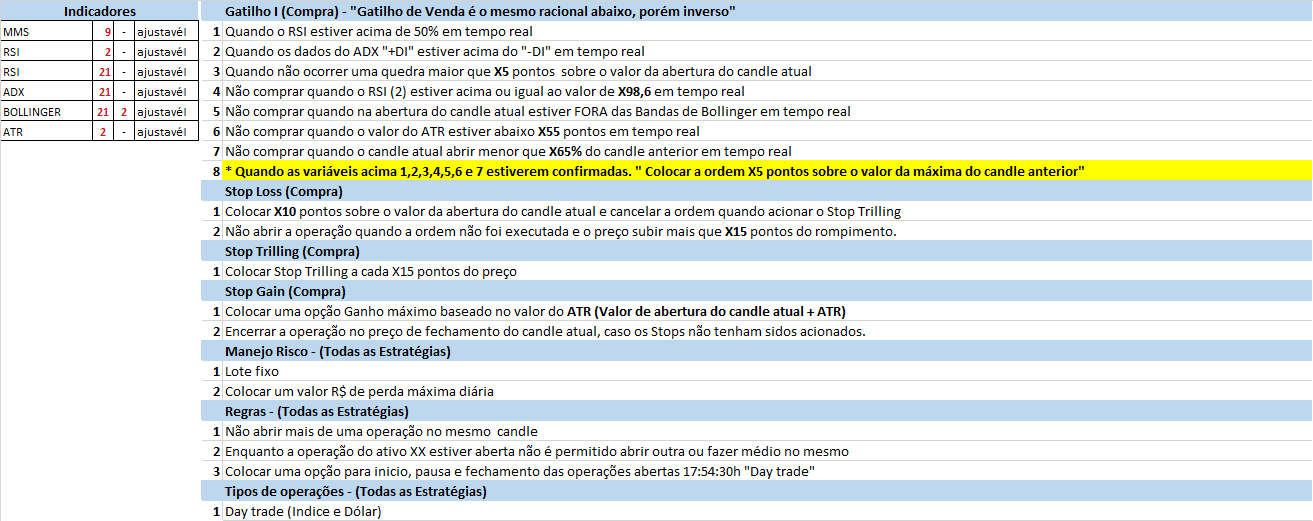 Indicadores
MMS 9 - ajustavél
RSI 2 - ajustavél
RSI 21 - ajustavél
ADX 21 - ajustavél
BOLLINGER 21 2 ajustavél
ATR 2 - ajustavél
Gatilho I (Compra) - "Gatilho de Venda é o mesmo racional abaixo, porém inverso"
1 Quando o RSI estiver acima de 50% em tempo real
2 Quando os dados do ADX "+DI" estiver acima do "-DI" em tempo real
3 Quando não ocorrer uma quedra maior que X5 pontos sobre o valor da abertura do candle atual
4 Não comprar quando o RSI (2) estiver acima ou igual ao valor de X98,6 em tempo real
5 Não comprar quando na abertura do candle atual estiver FORA das Bandas de Bollinger em tempo real
6 Não comprar quando o valor do ATR estiver abaixo X55 pontos em tempo real
7 Não comprar quando o candle atual abrir menor que X65% do candle anterior em tempo real
8 * Quando as variáveis acima 1,2,3,4,5,6 e 7 estiverem confirmadas. " Colocar a ordem X5 pontos sobre o valor da máxima do candle anterior"
Stop Loss (Compra)
1 Colocar X10 pontos sobre o valor da abertura do candle atual e cancelar a ordem quando acionar o Stop Trilling
2 Não abrir a operação quando a ordem não foi executada e o preço subir mais que X15 pontos do rompimento.
Stop Trilling (Compra)
1 Colocar Stop Trilling a cada X15 pontos do preço
Stop Gain (Compra)
1 Colocar uma opção Ganho máximo baseado no valor do ATR (Valor de abertura do candle atual + ATR)
2 Encerrar a operação no preço de fechamento do candle atual, caso os Stops não tenham sidos acionados.
Manejo Risco - (Todas as Estratégias)
1 Lote fixo
2 Colocar um valor R$ de perda máxima diária
Regras - (Todas as Estratégias)
1 Não abrir mais de uma operação no mesmo candle
2 Enquanto a operação do ativo XX estiver aberta não é permitido abrir outra ou fazer médio no mesmo
3 Colocar uma opção para inicio, pausa e fechamento das operações abertas 17:54:30h "Day trade"
Tipos de operações - (Todas as Estratégias)
1 Day trade (Indice e Dólar)